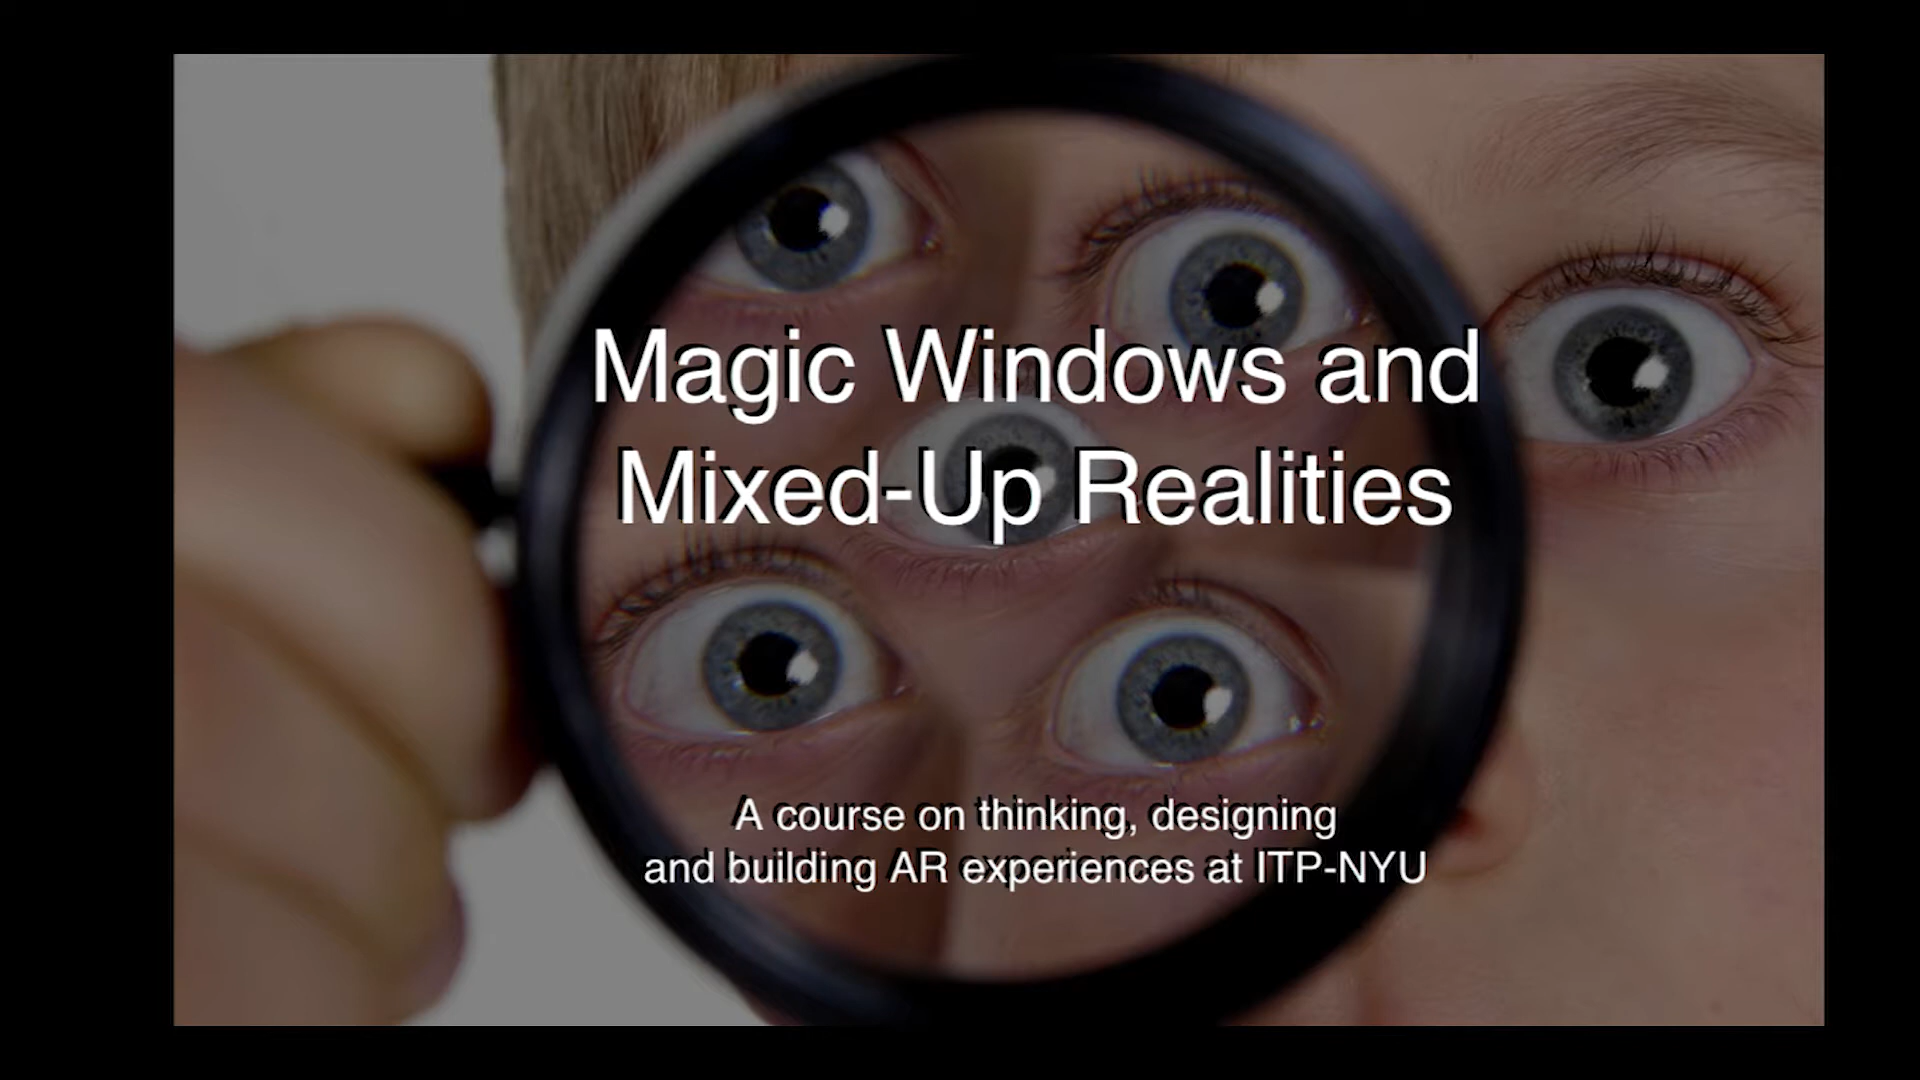 Magic Windows and
Mixed-Up Realities
A course on thinking, designing
and building AR experiences at ITP-NYU